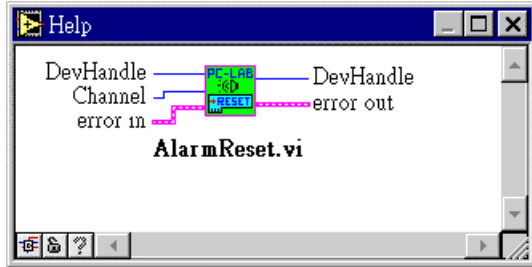 Help
DevHandle
Channel
error in
PC-LAB
RESET
DevHandle
error out
AlarmReset.vi
?